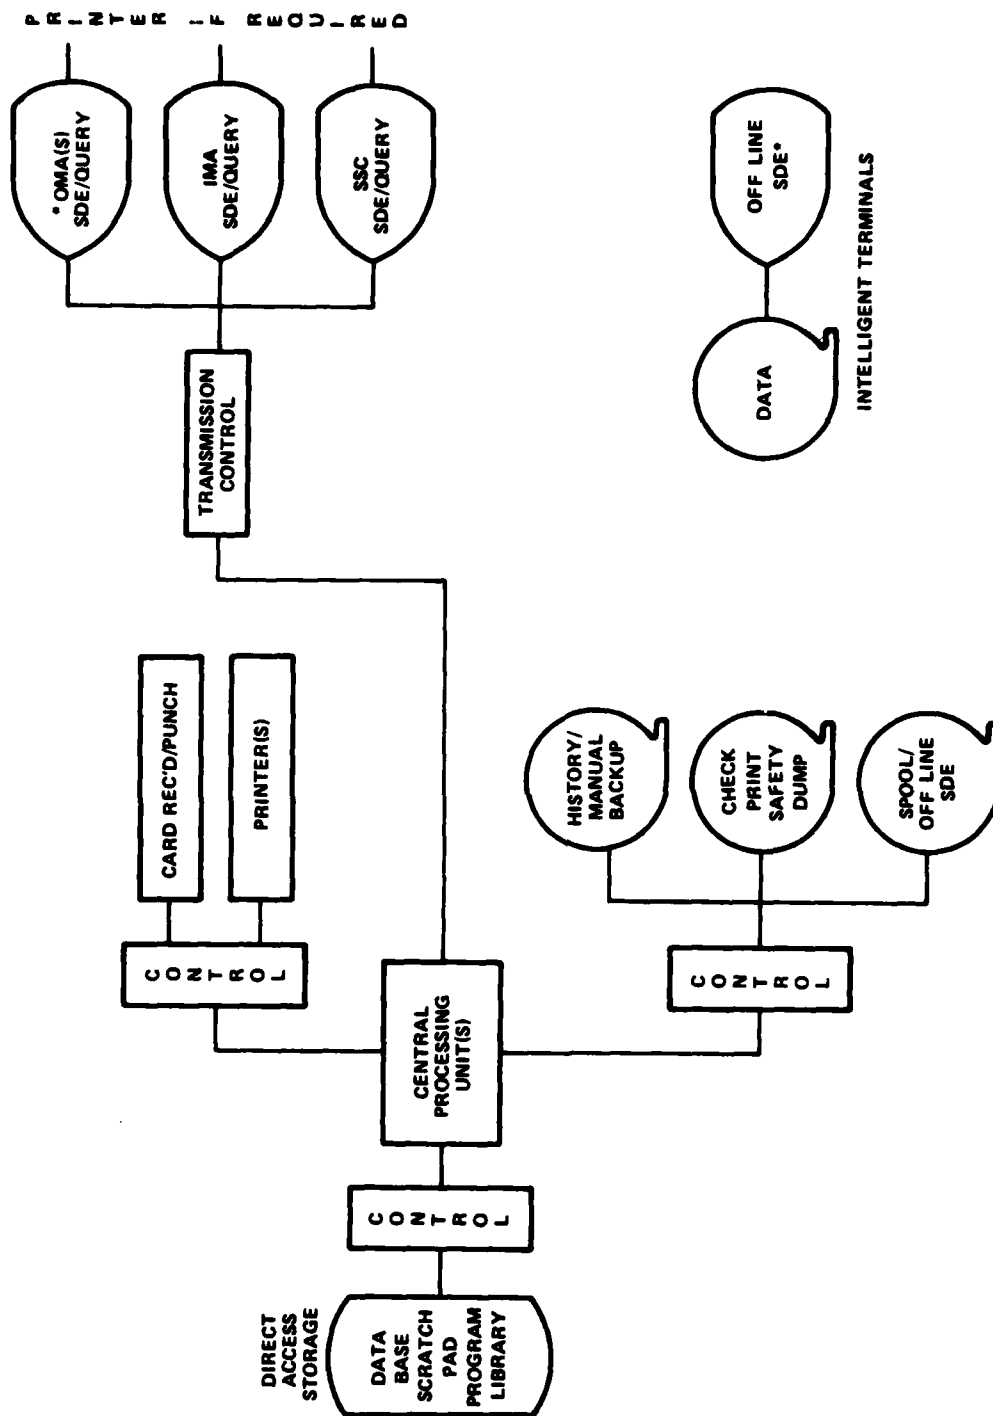 DIRECT
ACCESS
STORAGE
DATA
BASE
SCRATCH
PAD
PROGRAM
LIBRARY
CONTROL
CENTRAL
PROCESSING
UNIT(S)
CONTROL
CARD REC'D/PUNCH
PRINTER(S)
CONTROL
HISTORY/
MANUAL
BACKUP
CHECK
PRINT
SAFETY
DUMP
SPOOL/
OFF LINE
SDE
TRANSMISSION
CONTROL
*OMA(S)
SDE/QUERY
IMA
SDE/QUERY
SSC
SDE/QUERY
PRINTER IF REQUIRED
DATA
OFF LINE
SDE*
INTELLIGENT TERMINALS